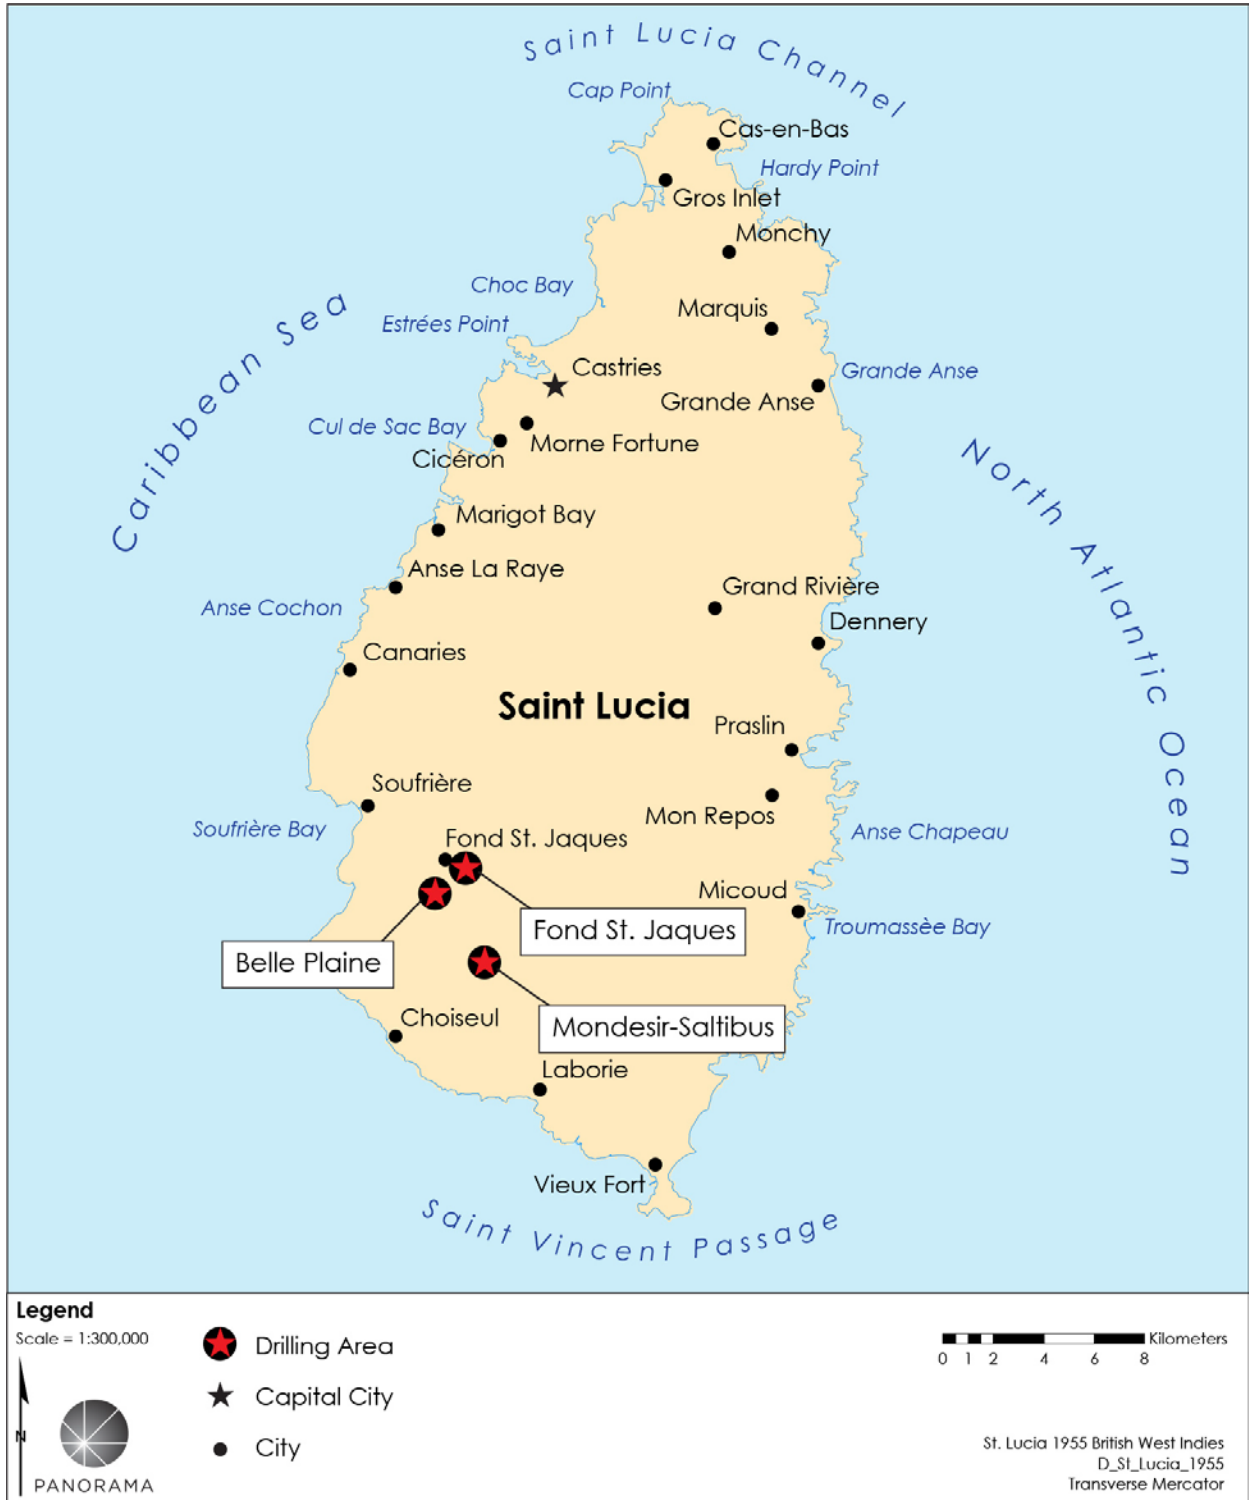 Saint Lucia Channel
Cap Point
Cas-en-Bas
Hardy Point
Gros Inlet
Monchy
Choc Bay
Marquis
Estrées Point
Castries
Grande Anse
Grande Anse
Caribbean Sea
Cul de Sac Bay
Morne Fortune
Cicéron
North Atlantic Ocean
Marigot Bay
Anse La Raye
Grand Rivière
Anse Cochon
Dennery
Canaries
Saint Lucia
Praslin
Soufrière
Mon Repos
Soufrière Bay
Anse Chapeau
Fond St. Jaques
Micoud
Troumassèe Bay
Fond St. Jaques
Belle Plaine
Choiseul
Mondesir-Saltibus
Laborie
Vieux Fort
Saint Vincent Passage
Legend
Scale = 1:300,000
Drilling Area
Capital City
City
N
PANORAMA
Kilometers
0 1 2 4 6 8
St. Lucia 1955 British West Indies
D_St_Lucia_1955
Transverse Mercator